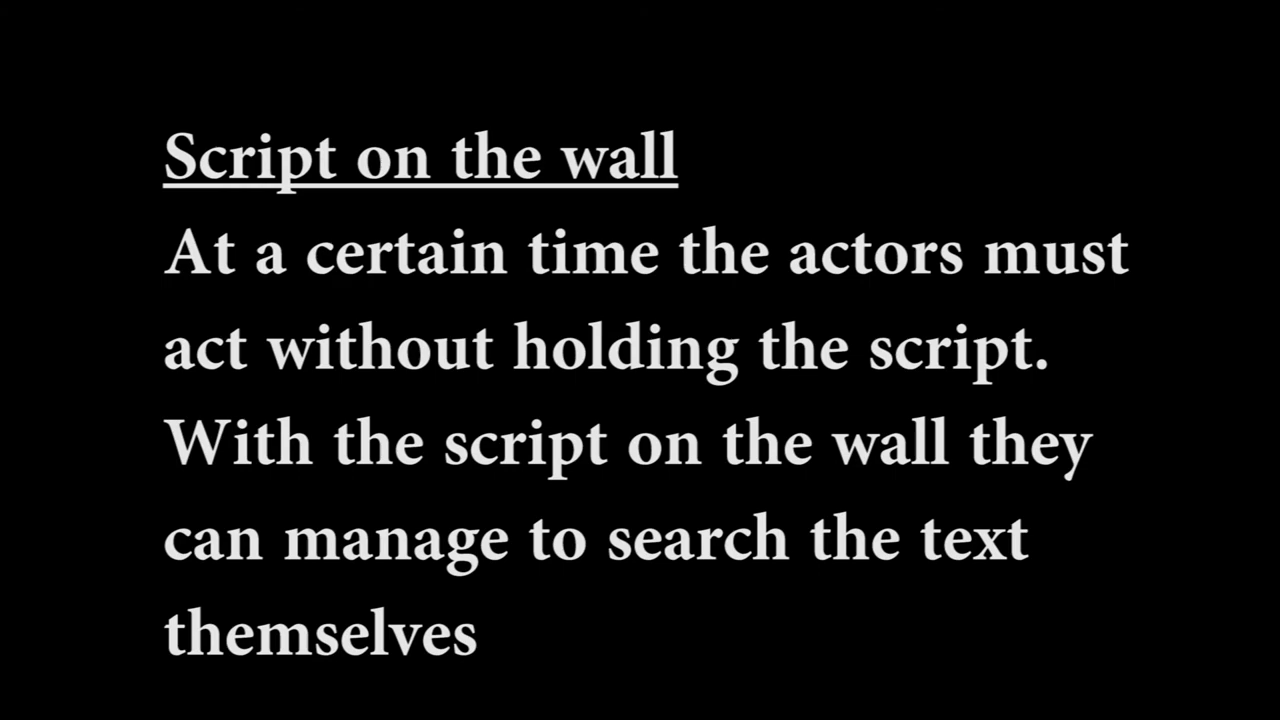 Script on the wall
At a certain time the actors must
act without holding the script.
With the script on the wall they
can manage to search the text
themselves